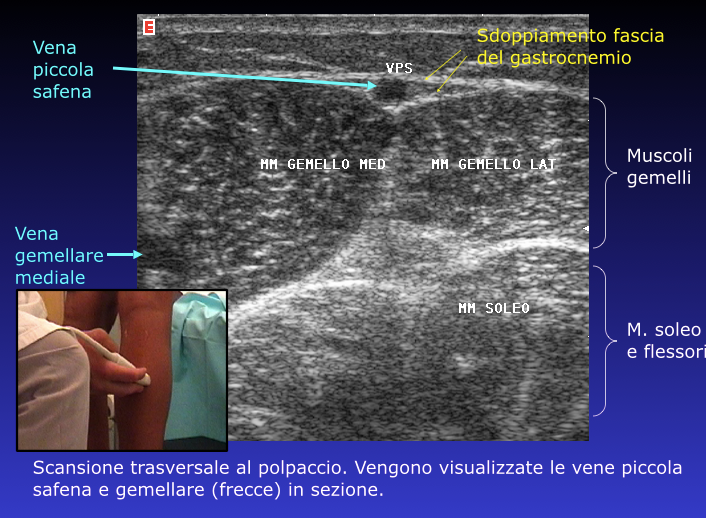 E
Vena
piccola
safena
VPS
Sdoppiamento fascia
del gastrocnemio
MM GEMELLO MED
MM GEMELLO LAT
Muscoli
gemelli
Vena
gemellare
mediale
MM SOLEO
M. soleo
e flessori
Scansione trasversale al polpaccio. Vengono visualizzate le vene piccola
safena e gemellare (frecce) in sezione.